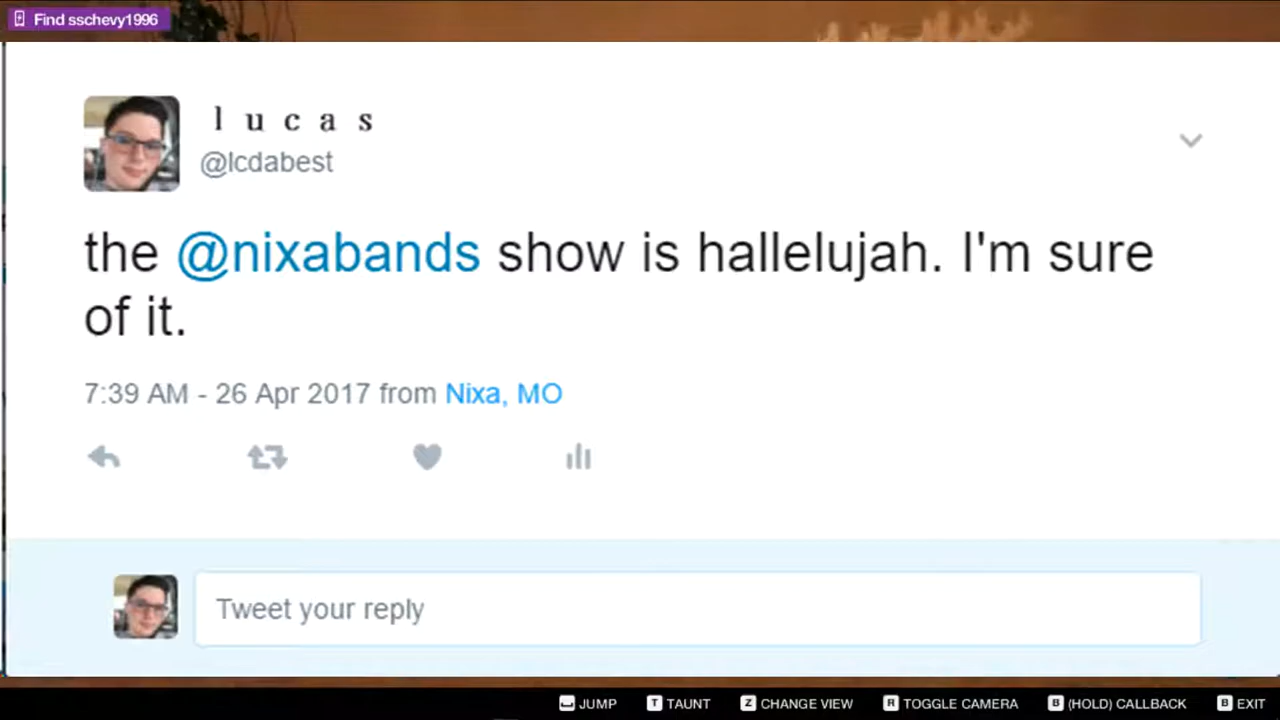 Find sschevy1996
l u c a s
@lcdabest
the @nixabands show is hallelujah. I'm sure
of it.
7:39 AM - 26 Apr 2017 from Nixa, MO
Tweet your reply
JUMP T TAUNT Z CHANGE VIEW R TOGGLE CAMERA B (HOLD) CALLBACK B EXIT